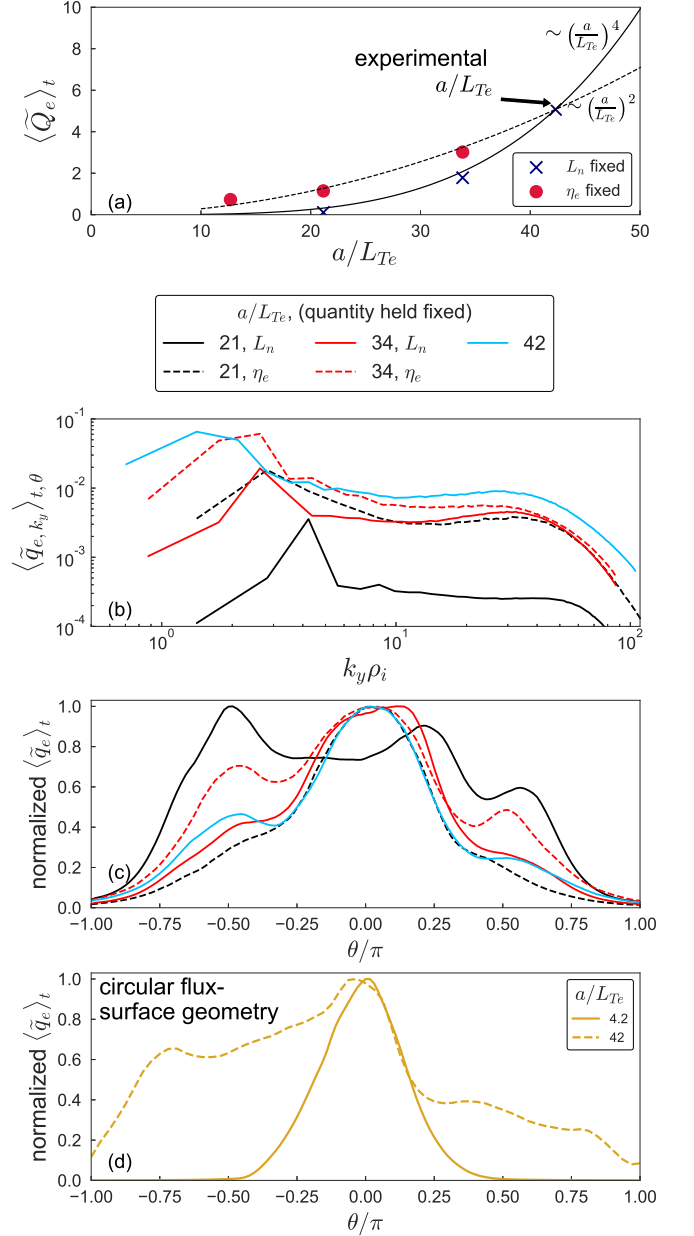 10
8
6
4
2
0
⟨Q̃e⟩t
experimental
a/LTe
∼(a/LTe)^4
∼(a/LTe)^2
Ln fixed
ηe fixed
(a)
0 10 20 30 40 50
a/LTe
a/LTe, (quantity held fixed)
21, Ln 34, Ln 42
21, ηe 34, ηe
10^-1
10^-2
10^-3
10^-4
⟨q̃e,ky⟩t,θ
(b)
10^0 10^1 10^2
kyρi
1.0
0.8
0.6
0.4
0.2
0.0
normalized ⟨q̃e⟩t
(c)
−1.00 −0.75 −0.50 −0.25 0.00 0.25 0.50 0.75 1.00
θ/π
1.0
0.8
0.6
0.4
0.2
0.0
normalized ⟨q̃e⟩t
circular flux-
surface geometry
a/LTe
4.2
42
(d)
−1.00 −0.75 −0.50 −0.25 0.00 0.25 0.50 0.75 1.00
θ/π